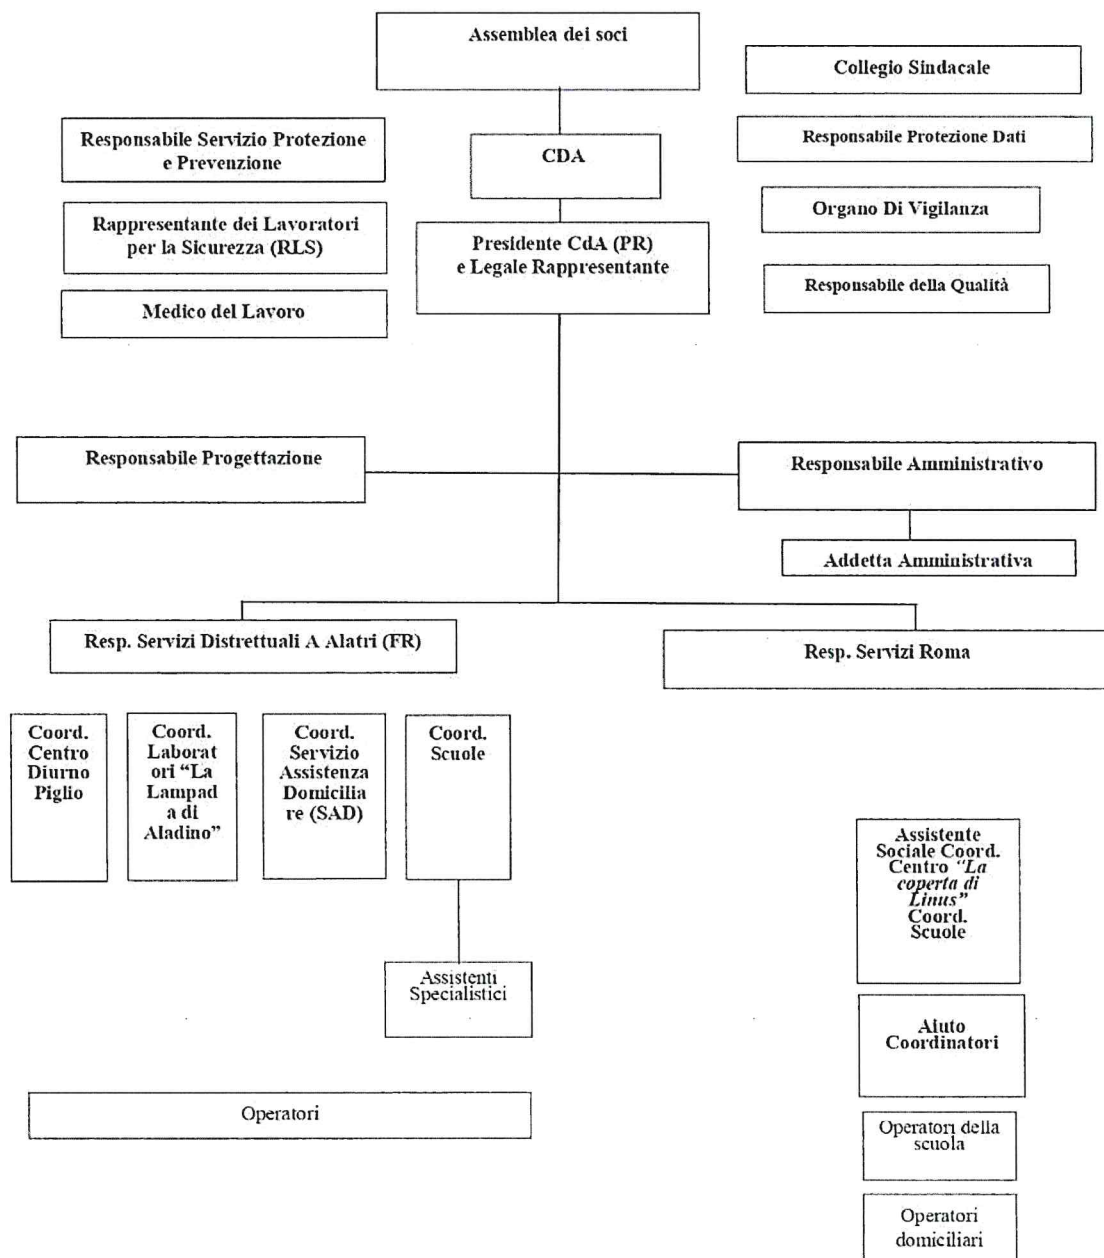 Assemblea dei soci
Collegio Sindacale
Responsabile Servizio Protezione
e Prevenzione
CDA
Responsabile Protezione Dati
Rappresentante dei Lavoratori
per la Sicurezza (RLS)
Presidente CdA (PR)
e Legale Rappresentante
Organo Di Vigilanza
Medico del Lavoro
Responsabile della Qualità
Responsabile Progettazione
Responsabile Amministrativo
Addetta Amministrativa
Resp. Servizi Distrettuali A Alatri (FR)
Resp. Servizi Roma
Coord.
Centro
Diurno
Piglio
Coord.
Laborat
ori “La
Lampad
a di
Aladino”
Coord.
Servizio
Assistenza
Domicilia
re (SAD)
Coord.
Scuole
Assistente
Sociale Coord.
Centro “La
coperta di
Linus”
Coord.
Scuole
Assistenti
Specialistici
Aiuto
Coordinatori
Operatori
Operatori della
scuola
Operatori
domiciliari